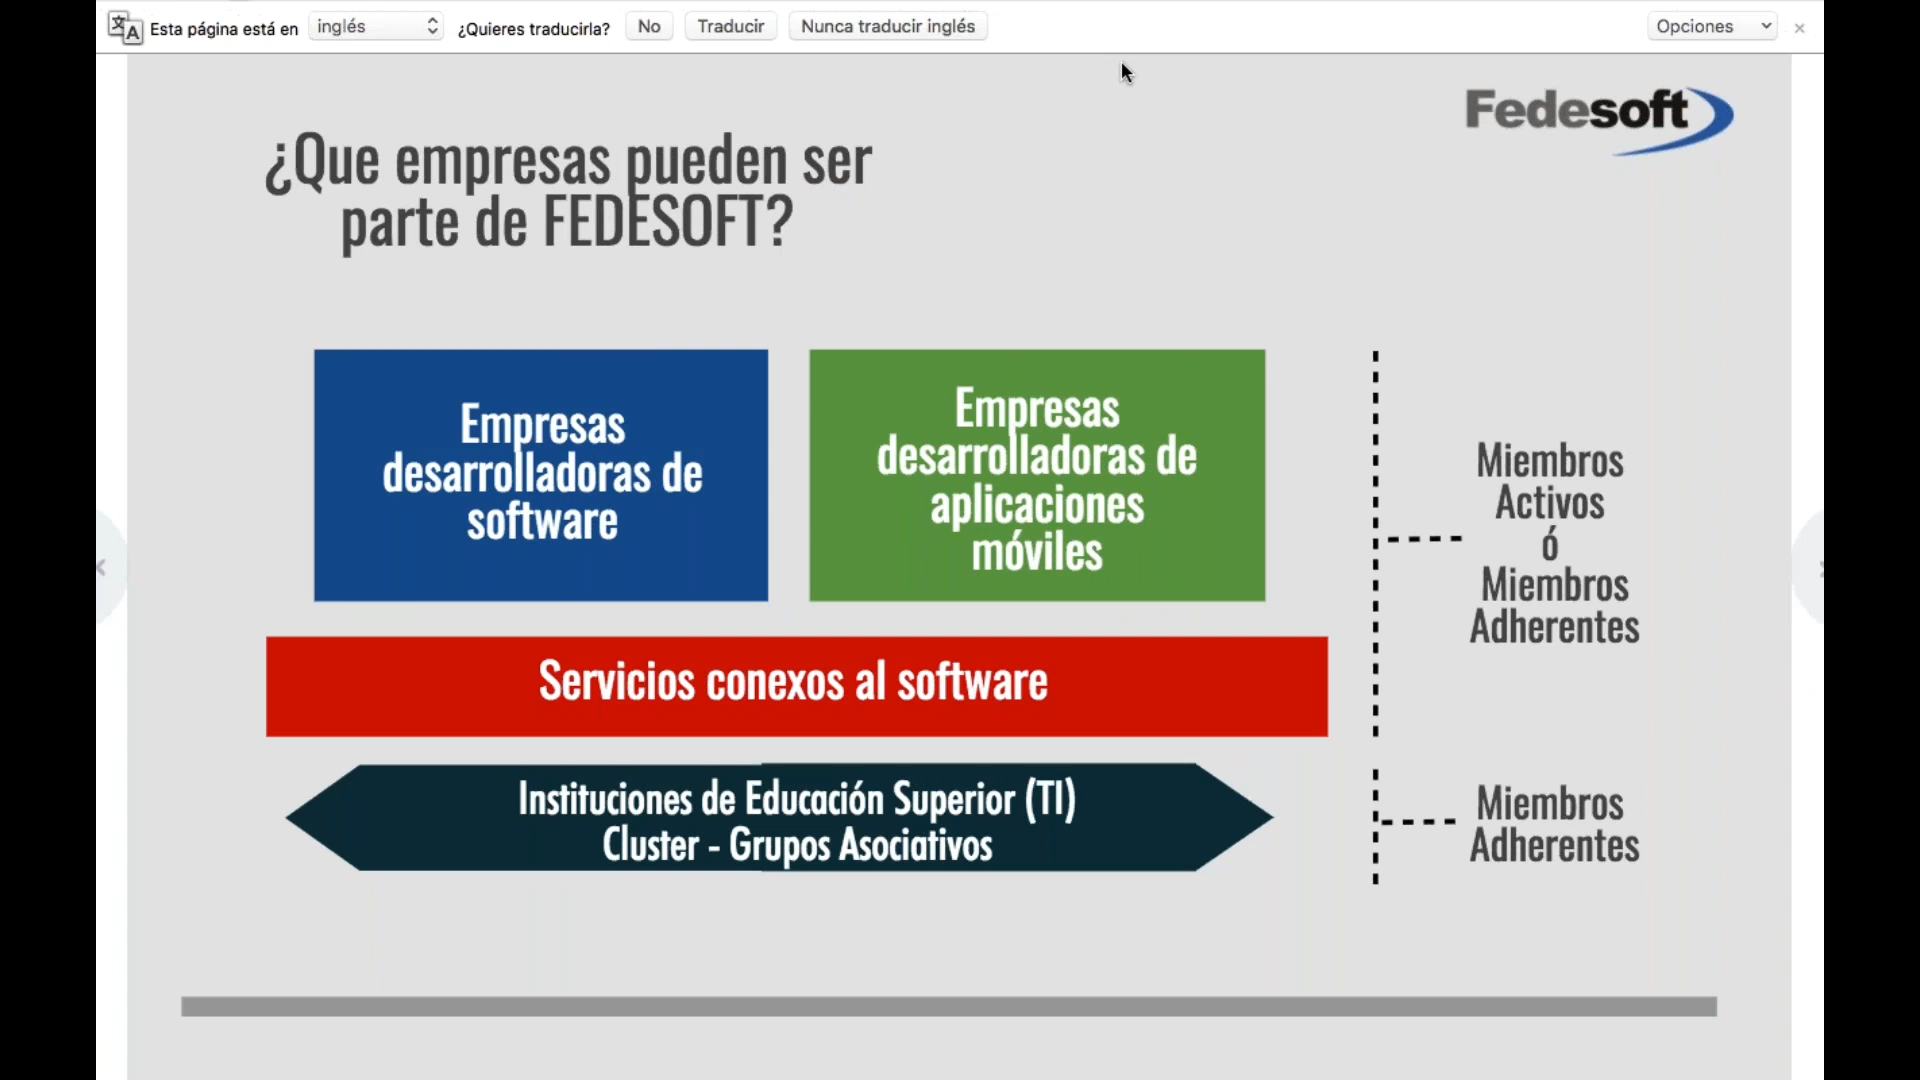 Esta página está en inglés ¿Quieres traducirla? No Traducir Nunca traducir inglés Opciones
Fedesoft
¿Que empresas pueden ser
parte de FEDESOFT?
Empresas
desarrolladoras de
software
Empresas
desarrolladoras de
aplicaciones
móviles
Miembros
Activos
ó
Miembros
Adherentes
Servicios conexos al software
Instituciones de Educación Superior (TI)
Cluster - Grupos Asociativos
Miembros
Adherentes